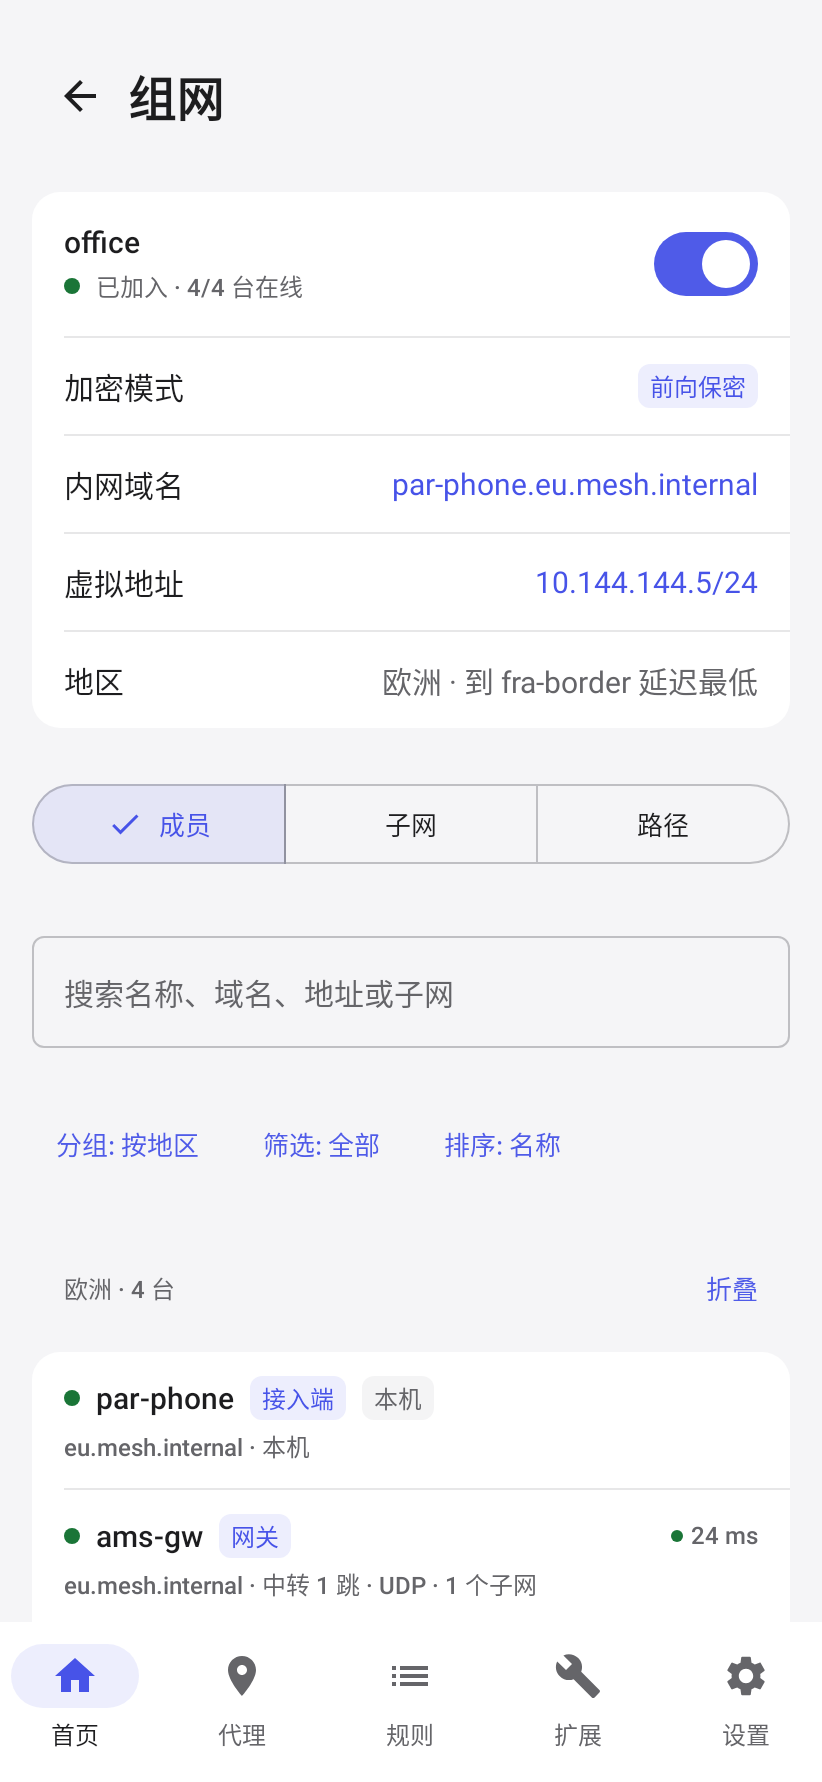 组网
office
已加入 · 4/4 台在线
加密模式
前向保密
内网域名
par-phone.eu.mesh.internal
虚拟地址
10.144.144.5/24
地区
欧洲 · 到 fra-border 延迟最低
成员
子网
路径
搜索名称、域名、地址或子网
分组: 按地区
筛选: 全部
排序: 名称
欧洲 · 4 台
折叠
par-phone 接入端 本机
eu.mesh.internal · 本机
ams-gw 网关 24 ms
eu.mesh.internal · 中转 1 跳 · UDP · 1 个子网
首页
代理
规则
扩展
设置